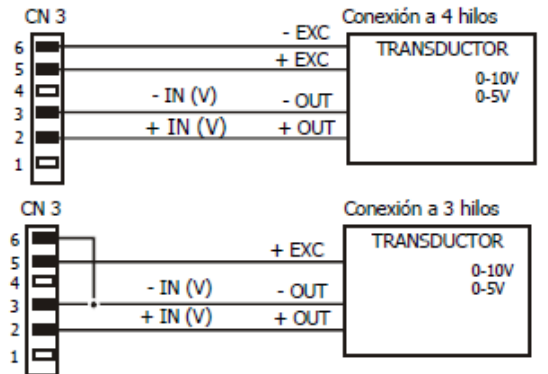 CN 3
Conexión a 4 hilos
6
- EXC
TRANSDUCTOR
5
+ EXC
0-10V
4
- IN (V)
- OUT
0-5V
3
+ IN (V)
+ OUT
2
1
CN 3
Conexión a 3 hilos
6
TRANSDUCTOR
5
+ EXC
0-10V
4
- IN (V)
- OUT
0-5V
3
+ IN (V)
+ OUT
2
1